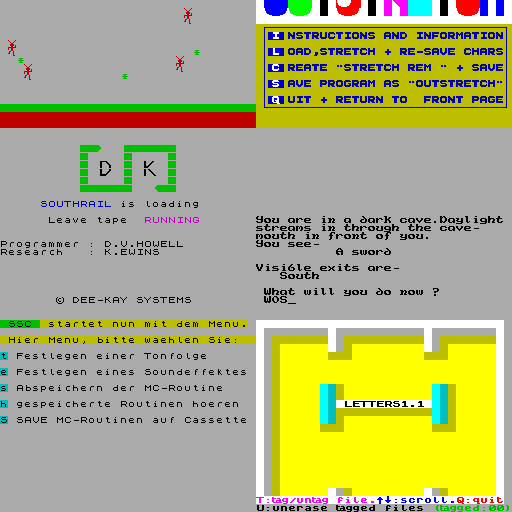 I NSTRUCTIONS AND INFORMATION
L OAD,STRETCH + RE-SAVE CHARS
C REATE "STRETCH REM " + SAVE
S AVE PROGRAM AS "OUTSTRETCH"
Q UIT + RETURN TO FRONT PAGE
D K
SOUTHRAIL is loading
Leave tape RUNNING
Programmer : D.V.HOWELL
Research : K.EWINS
© DEE-KAY SYSTEMS
You are in a dark cave.Daylight
streams in through the cave-
mouth in front of you.
You see-
A sword
Visible exits are-
South
What will you do now ?
WOS_
SSC startet nun mit dem Menu.
Hier Menu, bitte waehlen Sie:
t Festlegen einer Tonfolge
e Festlegen eines Soundeffektes
s Abspeichern der MC-Routine
h gespeicherte Routinen hoeren
S SAVE MC-Routinen auf Cassette
LETTERS1.1
T:tag/untag file.↑↓:scroll.Q:quit
U:unerase tagged files (tagged:00)